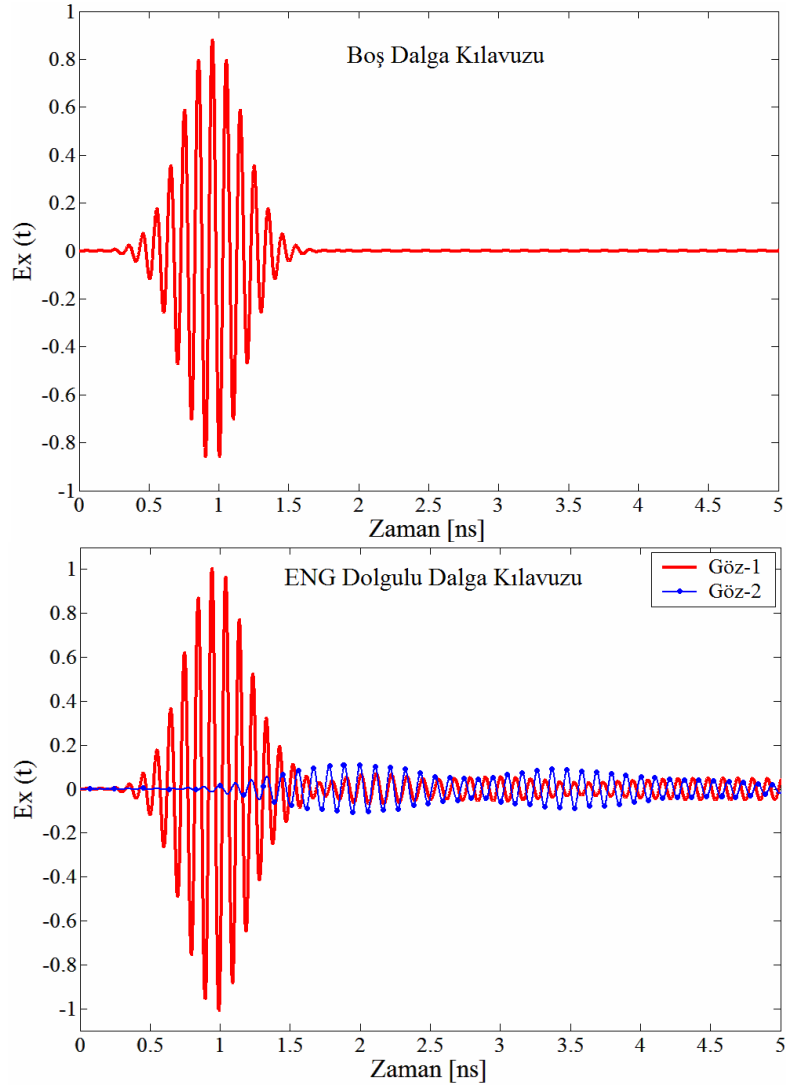 Boş Dalga Kılavuzu
1
0.8
0.6
0.4
0.2
0
-0.2
-0.4
-0.6
-0.8
-1
Ex (t)
0 0.5 1 1.5 2 2.5 3 3.5 4 4.5 5
Zaman [ns]
ENG Dolgulu Dalga Kılavuzu
Göz-1
Göz-2
1
0.8
0.6
0.4
0.2
0
-0.2
-0.4
-0.6
-0.8
-1
Ex (t)
0 0.5 1 1.5 2 2.5 3 3.5 4 4.5 5
Zaman [ns]